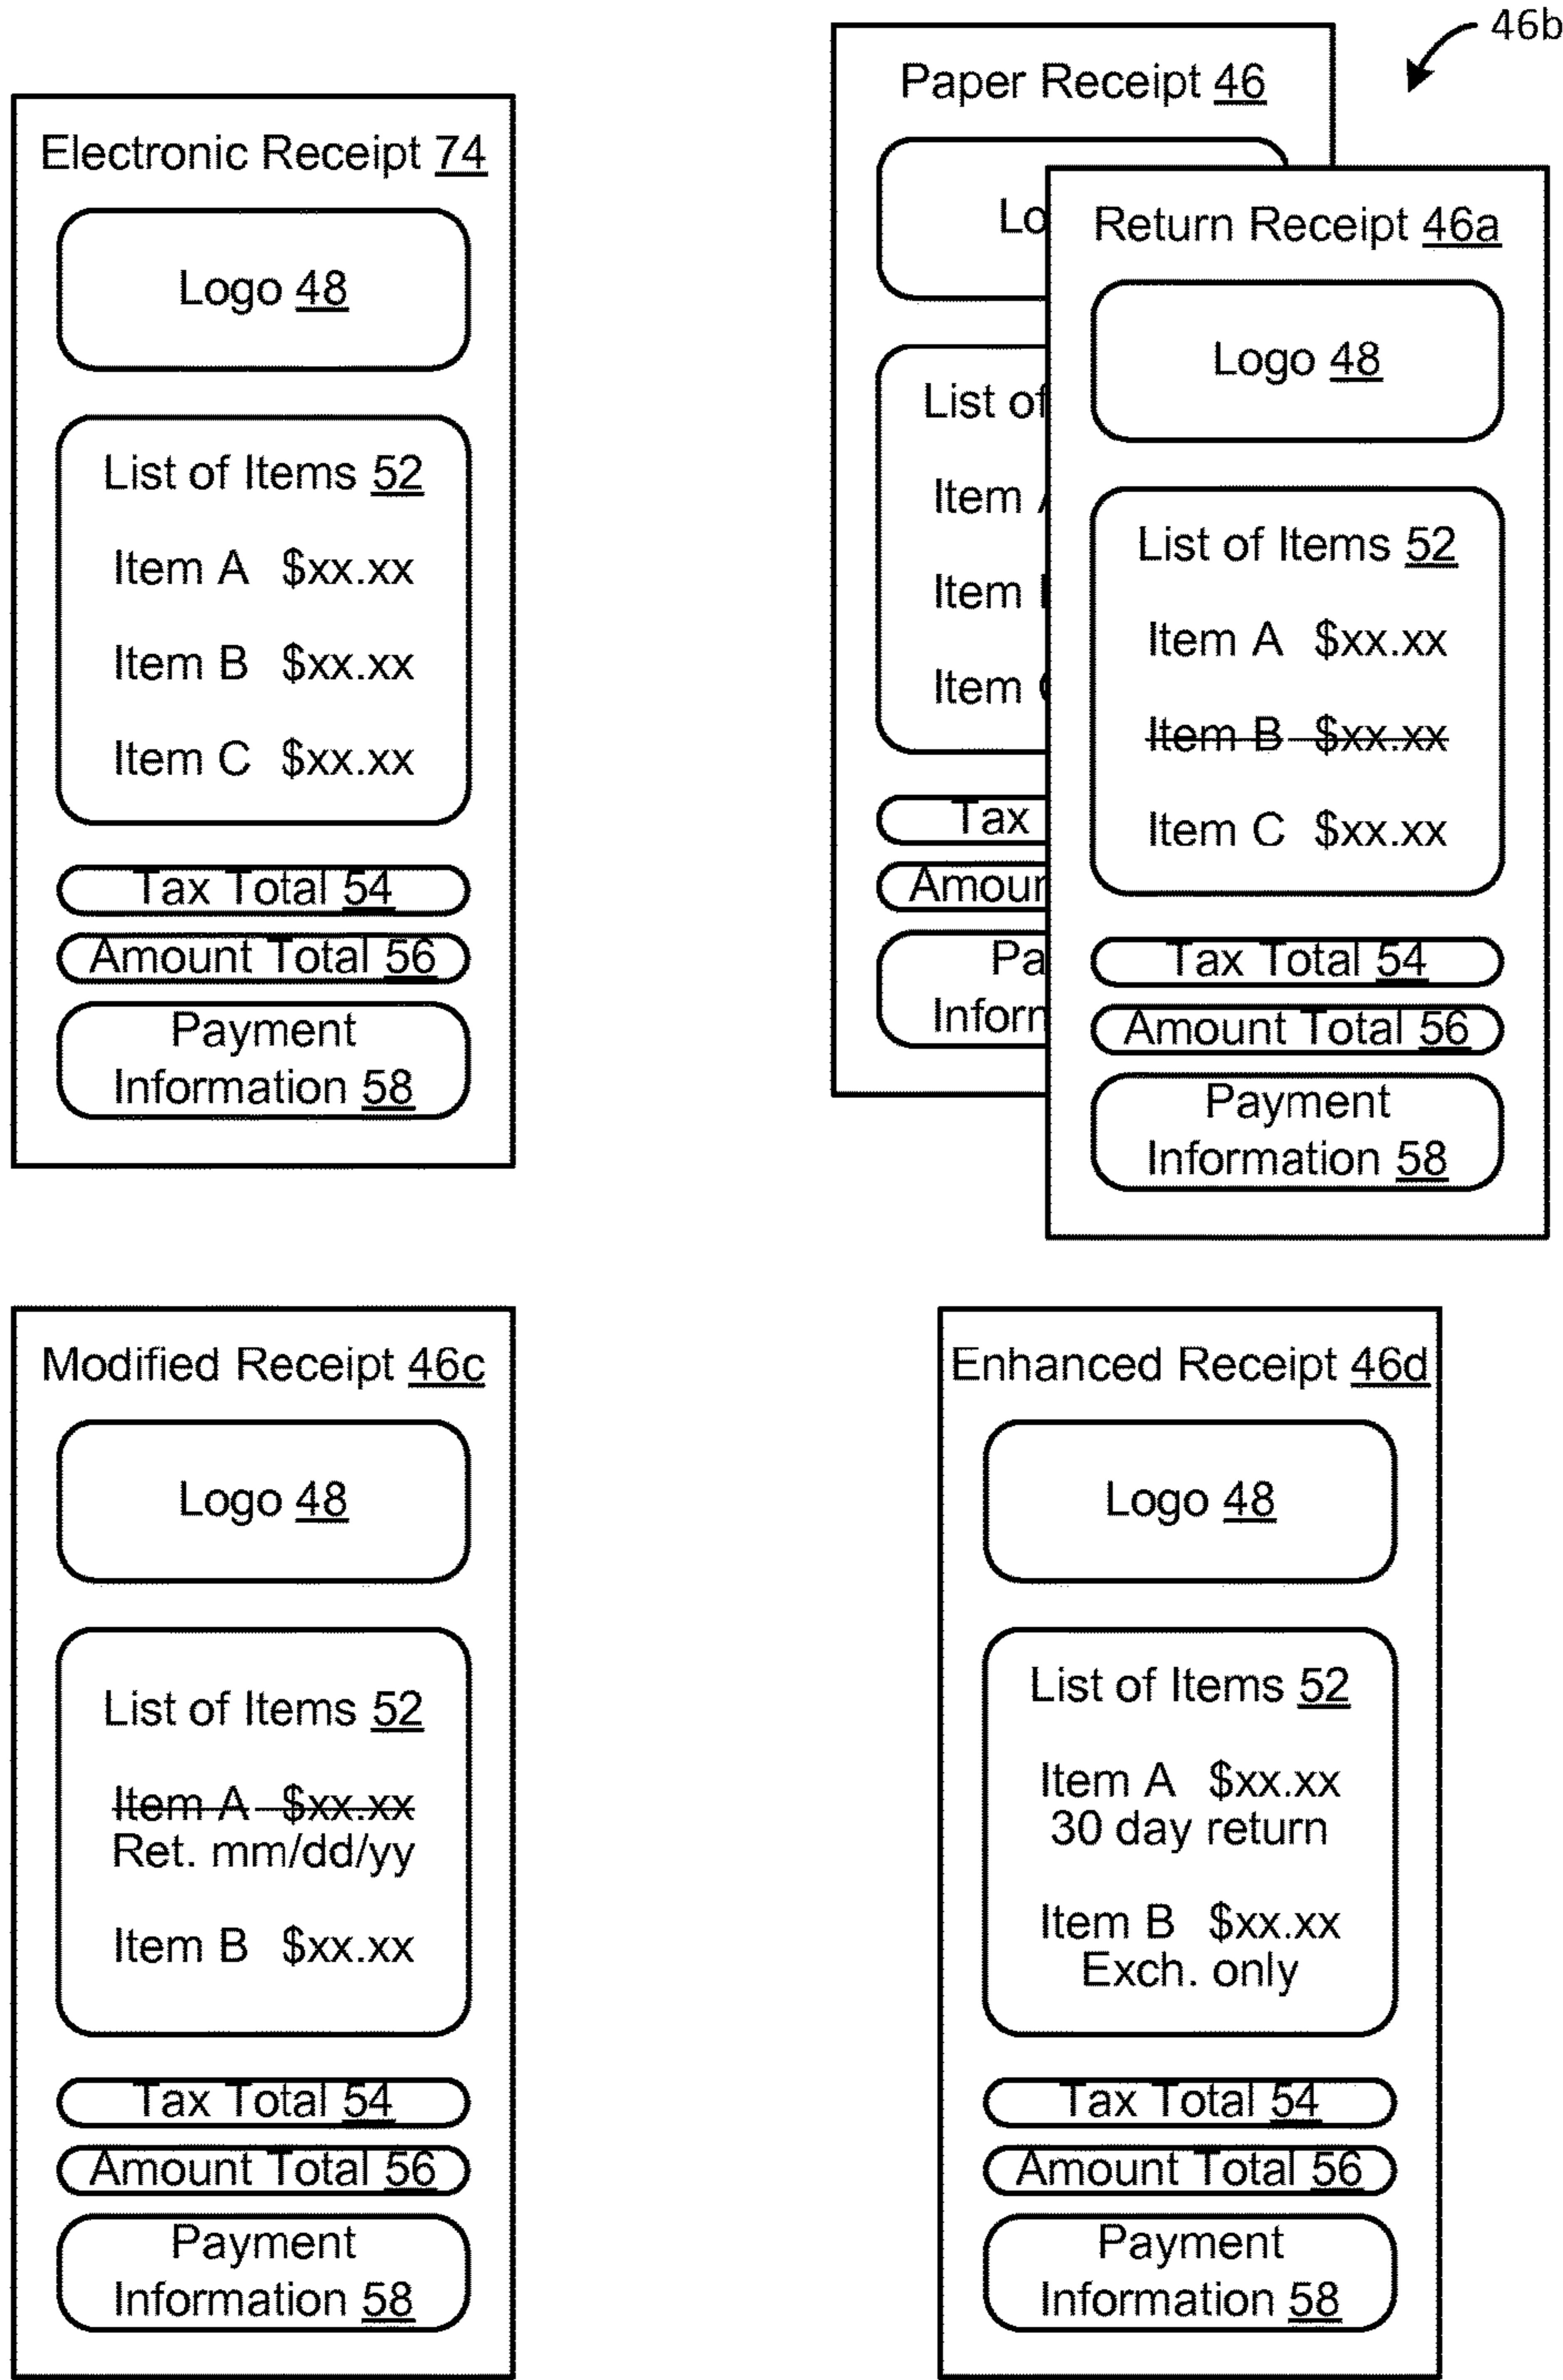 46b
Electronic Receipt 74
Logo 48
List of Items 52
Item A $xx.xx
Item B $xx.xx
Item C $xx.xx
Tax Total 54
Amount Total 56
Payment
Information 58
Paper Receipt 46
List of
Item
Item
Item
Tax
Return Receipt 46a
Logo 48
List of Items 52
Item A $xx.xx
Item B $xx.xx
Item C $xx.xx
Tax Total 54
Amount Total 56
Payment
Information 58
Modified Receipt 46c
Logo 48
List of Items 52
Item A $xx.xx
Ret. mm/dd/yy
Item B $xx.xx
Tax Total 54
Amount Total 56
Payment
Information 58
Enhanced Receipt 46d
Logo 48
List of Items 52
Item A $xx.xx
30 day return
Item B $xx.xx
Exch. only
Tax Total 54
Amount Total 56
Payment
Information 58